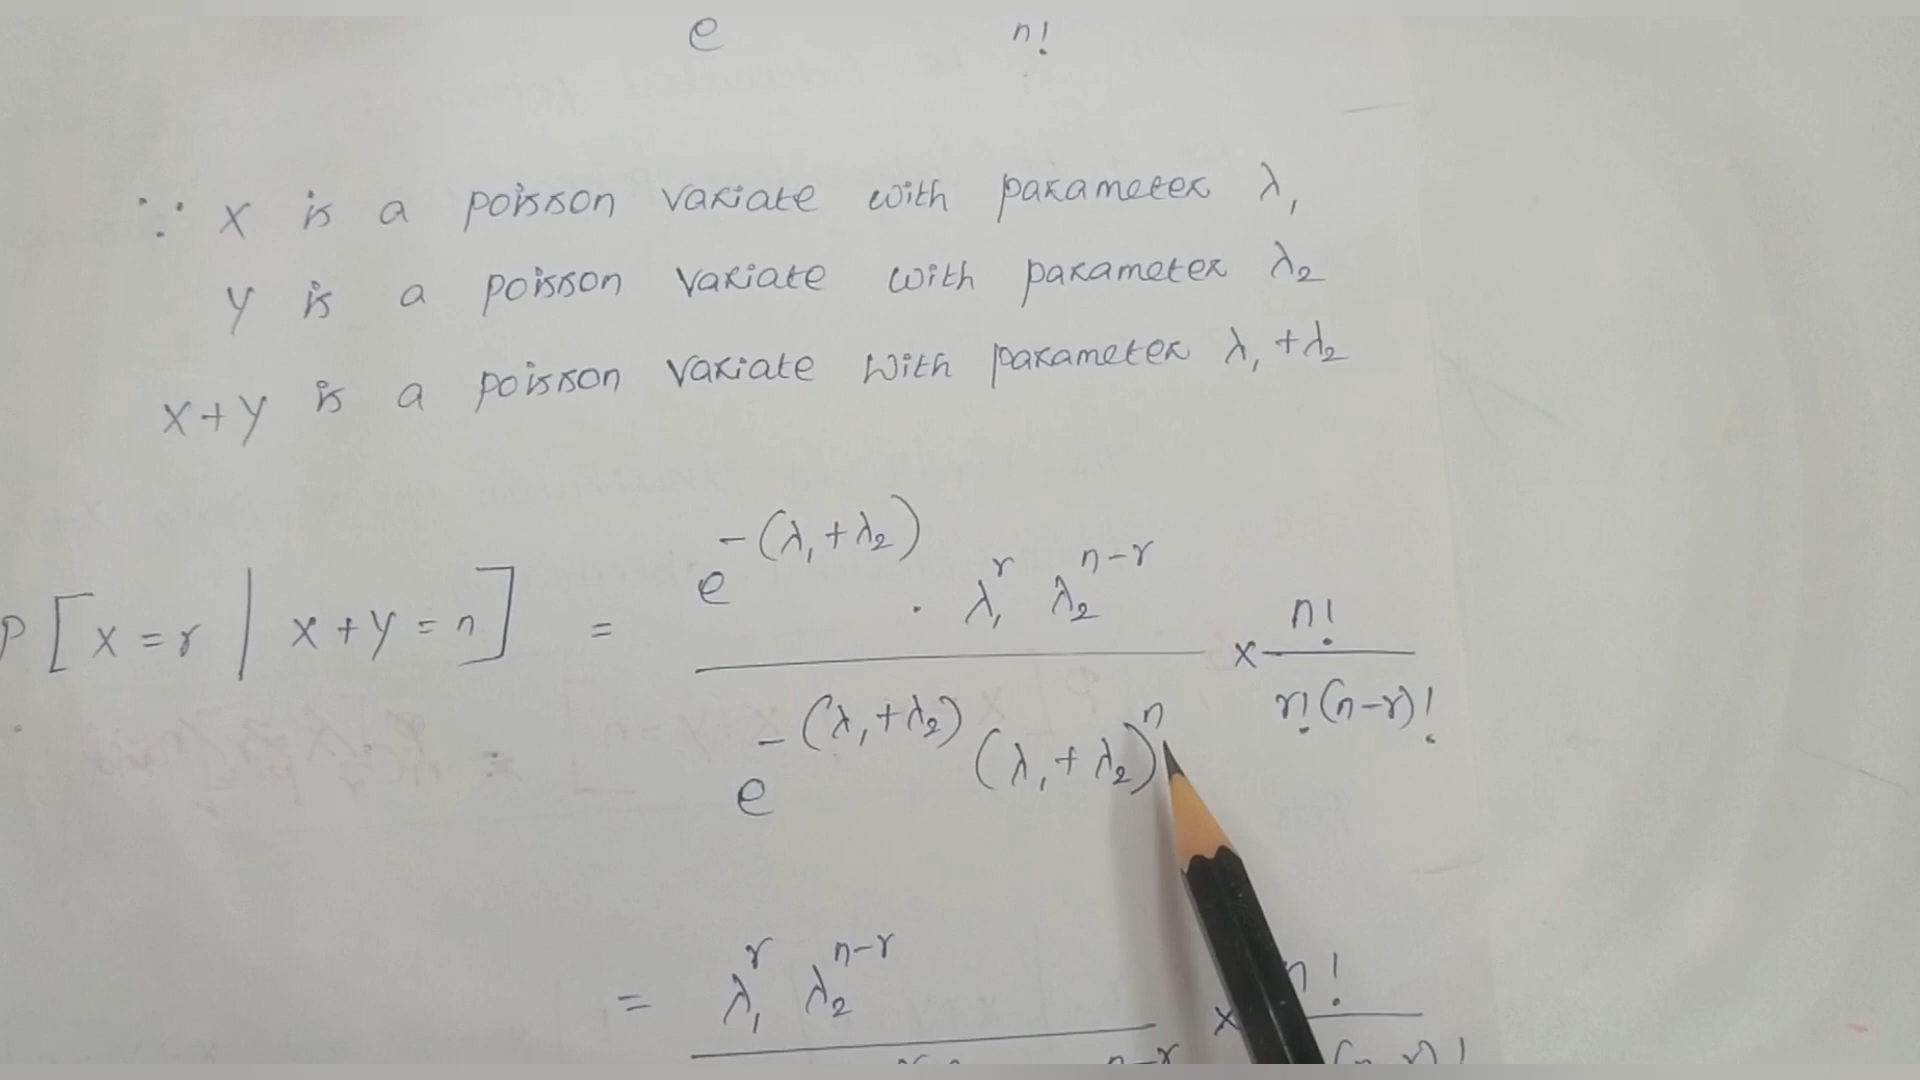 e n!
∵ X is a poisson variate with parameter λ₁
Y is a poisson variate with parameter λ₂
X+Y is a poisson variate with parameter λ₁+λ₂
P[X=r | X+Y=n] = e^{-(λ₁+λ₂)} . λ₁^r λ₂^{n-r} / e^{-(λ₁+λ₂)} (λ₁+λ₂)^n × n! / r!(n-r)!
= λ₁^r λ₂^{n-r} × n!